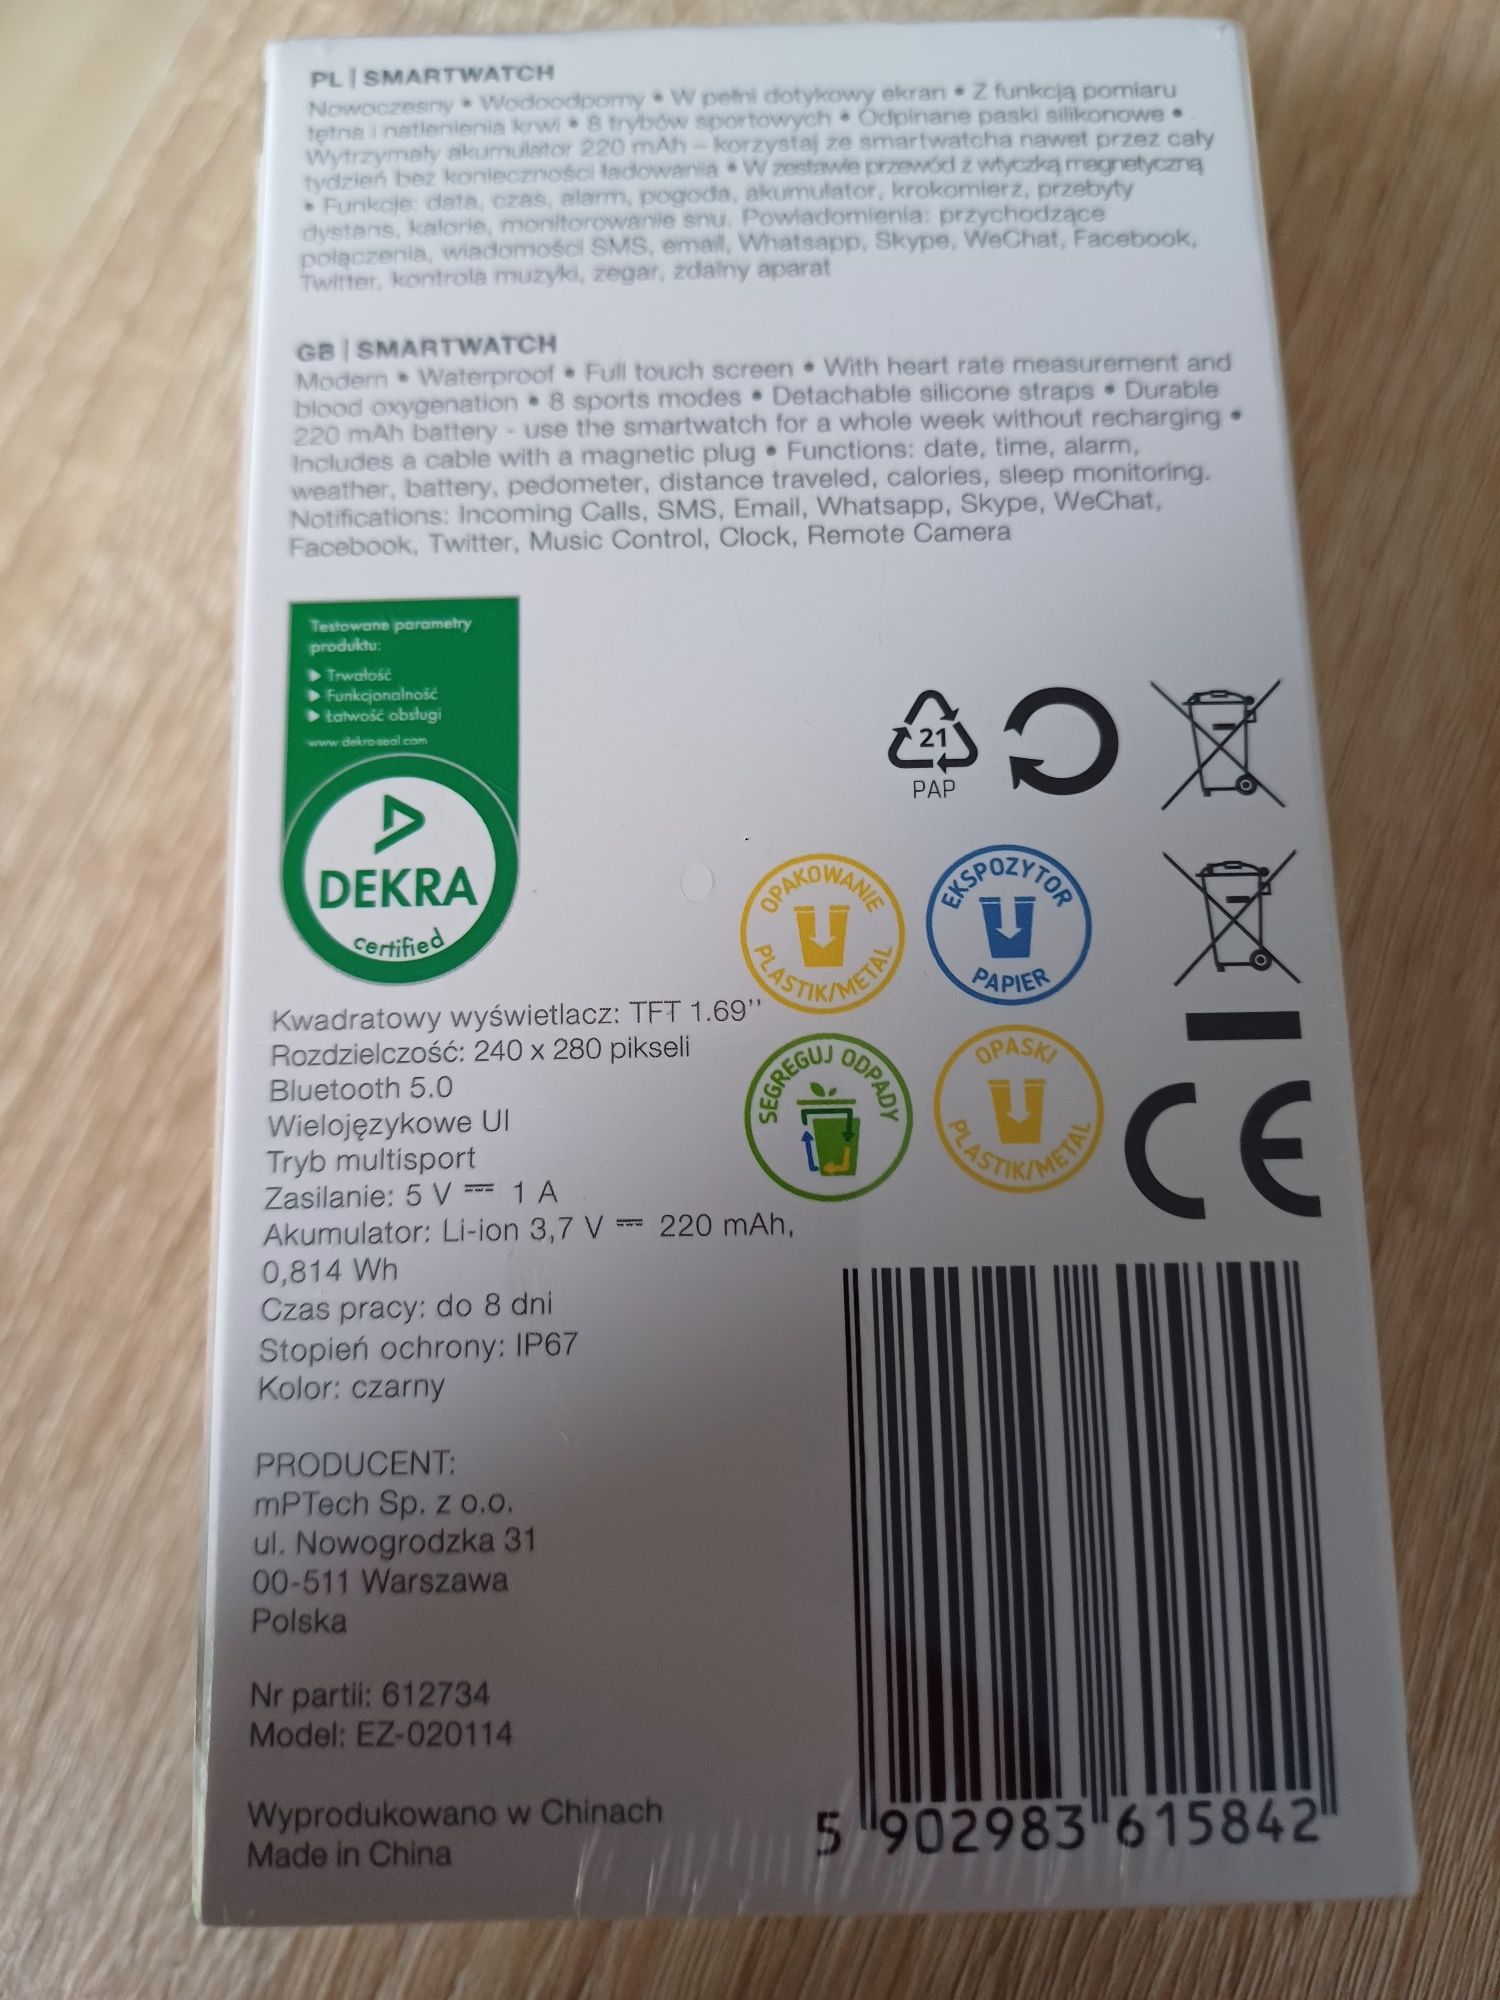 PL | SMARTWATCH
Nowoczesny • Wodoodporny • W pełni dotykowy ekran • Z funkcją pomiaru
tętna i natlenienia krwi • 8 trybów sportowych • Odpinane paski silikonowe •
Wytrzymały akumulator 220 mAh – korzystaj ze smartwatcha nawet przez cały
tydzień bez konieczności ładowania • W zestawie przewód z wtyczką magnetyczną
• Funkcje: data, czas, alarm, pogoda, akumulator, krokomierz, przebyty
dystans, kalorie, monitorowanie snu. Powiadomienia: przychodzące
połączenia, wiadomości SMS, email, Whatsapp, Skype, WeChat, Facebook,
Twitter, kontrola muzyki, zegar, zdalny aparat
GB | SMARTWATCH
Modern • Waterproof • Full touch screen • With heart rate measurement and
blood oxygenation • 8 sports modes • Detachable silicone straps • Durable
220 mAh battery - use the smartwatch for a whole week without recharging •
Includes a cable with a magnetic plug • Functions: date, time, alarm,
weather, battery, pedometer, distance traveled, calories, sleep monitoring.
Notifications: Incoming Calls, SMS, Email, Whatsapp, Skype, WeChat,
Facebook, Twitter, Music Control, Clock, Remote Camera
Testowane parametry
produktu:
Trwałość
Funkcjonalność
Łatwość obsługi
www.dekra-seal.com
DEKRA
certified
21
PAP
OPAKOWANIE
PLASTIK/METAL
EKSPOZYTOR
PAPIER
SEGREGUJ ODPADY
OPASKI
PLASTIK/METAL
CE
Kwadratowy wyświetlacz: TFT 1.69''
Rozdzielczość: 240 x 280 pikseli
Bluetooth 5.0
Wielojęzykowe UI
Tryb multisport
Zasilanie: 5 V ⎓ 1 A
Akumulator: Li-ion 3,7 V ⎓ 220 mAh,
0,814 Wh
Czas pracy: do 8 dni
Stopień ochrony: IP67
Kolor: czarny
PRODUCENT:
mPTech Sp. z o.o.
ul. Nowogrodzka 31
00-511 Warszawa
Polska
Nr partii: 612734
Model: EZ-020114
Wyprodukowano w Chinach
Made in China
5 902983 615842